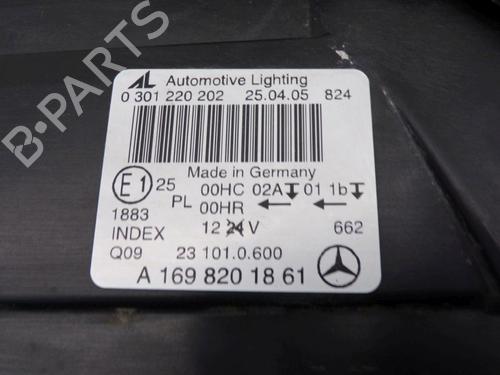 B-PARTS
AL Automotive Lighting
0 301 220 202 25.04.05 824
Made in Germany
E1 25 00HC 02A 01 1b
PL 00HR
1883
INDEX 12 24 V 662
Q09 23 101.0.600
A 169 820 18 61